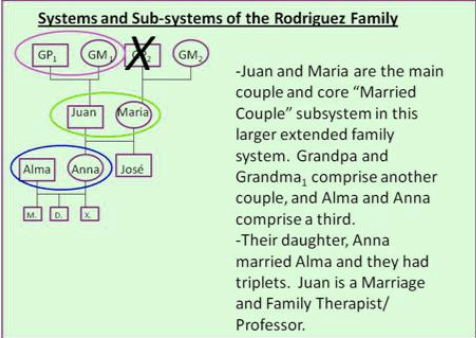 Systems and Sub-systems of the Rodriguez Family
GP1 GM1 GP2 GM2
Juan Maria
Alma Anna José
M. D. X.
-Juan and Maria are the main
couple and core “Married
Couple” subsystem in this
larger extended family
system. Grandpa and
Grandma1 comprise another
couple, and Alma and Anna
comprise a third.
-Their daughter, Anna
married Alma and they had
triplets. Juan is a Marriage
and Family Therapist/
Professor.